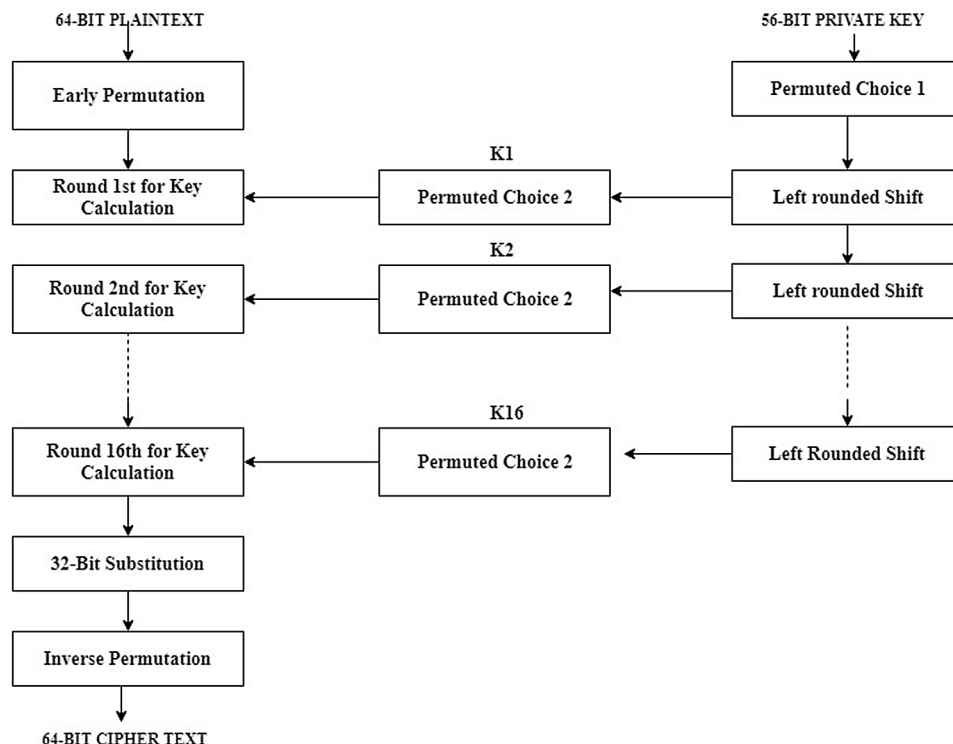 64-BIT PLAINTEXT
56-BIT PRIVATE KEY
Early Permutation
Permuted Choice 1
K1
Round 1st for Key
Calculation
Permuted Choice 2
Left rounded Shift
K2
Round 2nd for Key
Calculation
Permuted Choice 2
Left rounded Shift
K16
Round 16th for Key
Calculation
Permuted Choice 2
Left Rounded Shift
32-Bit Substitution
Inverse Permutation
64-BIT CIPHER TEXT